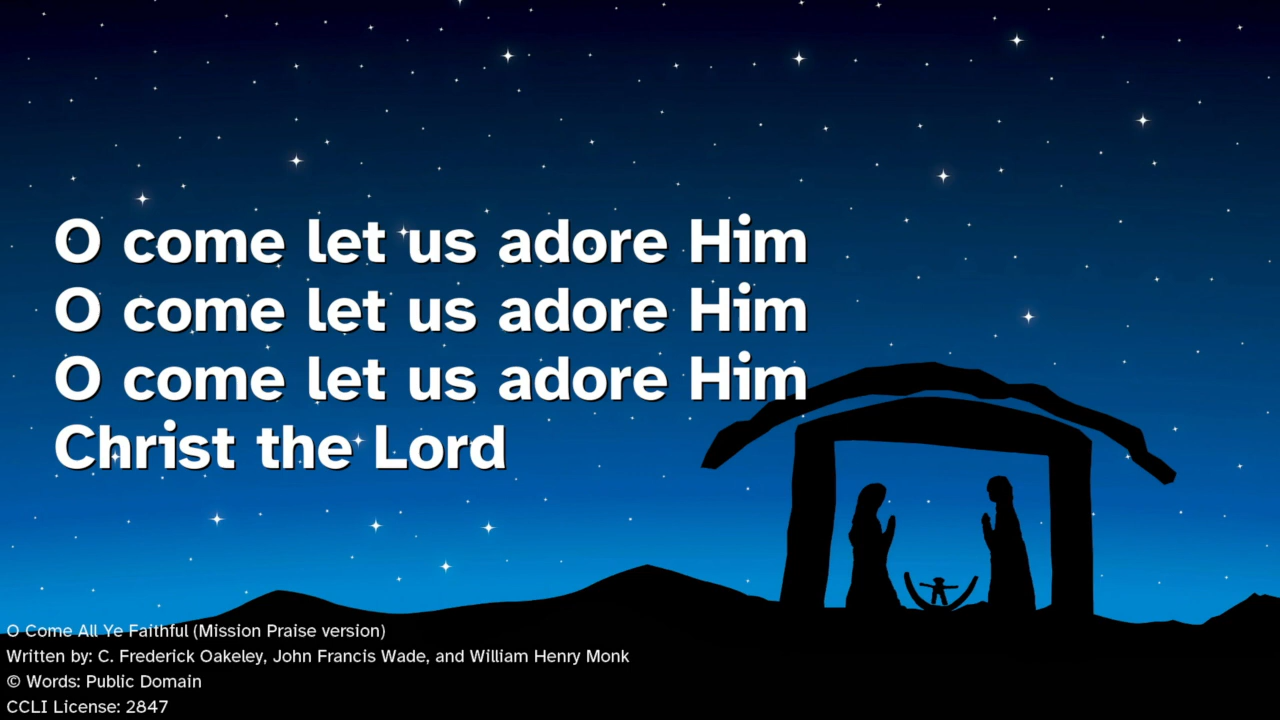 O come let us adore Him
O come let us adore Him
O come let us adore Him
Christ the Lord
O Come All Ye Faithful (Mission Praise version)
Written by: C. Frederick Oakeley, John Francis Wade, and William Henry Monk
© Words: Public Domain
CCLI License: 2847